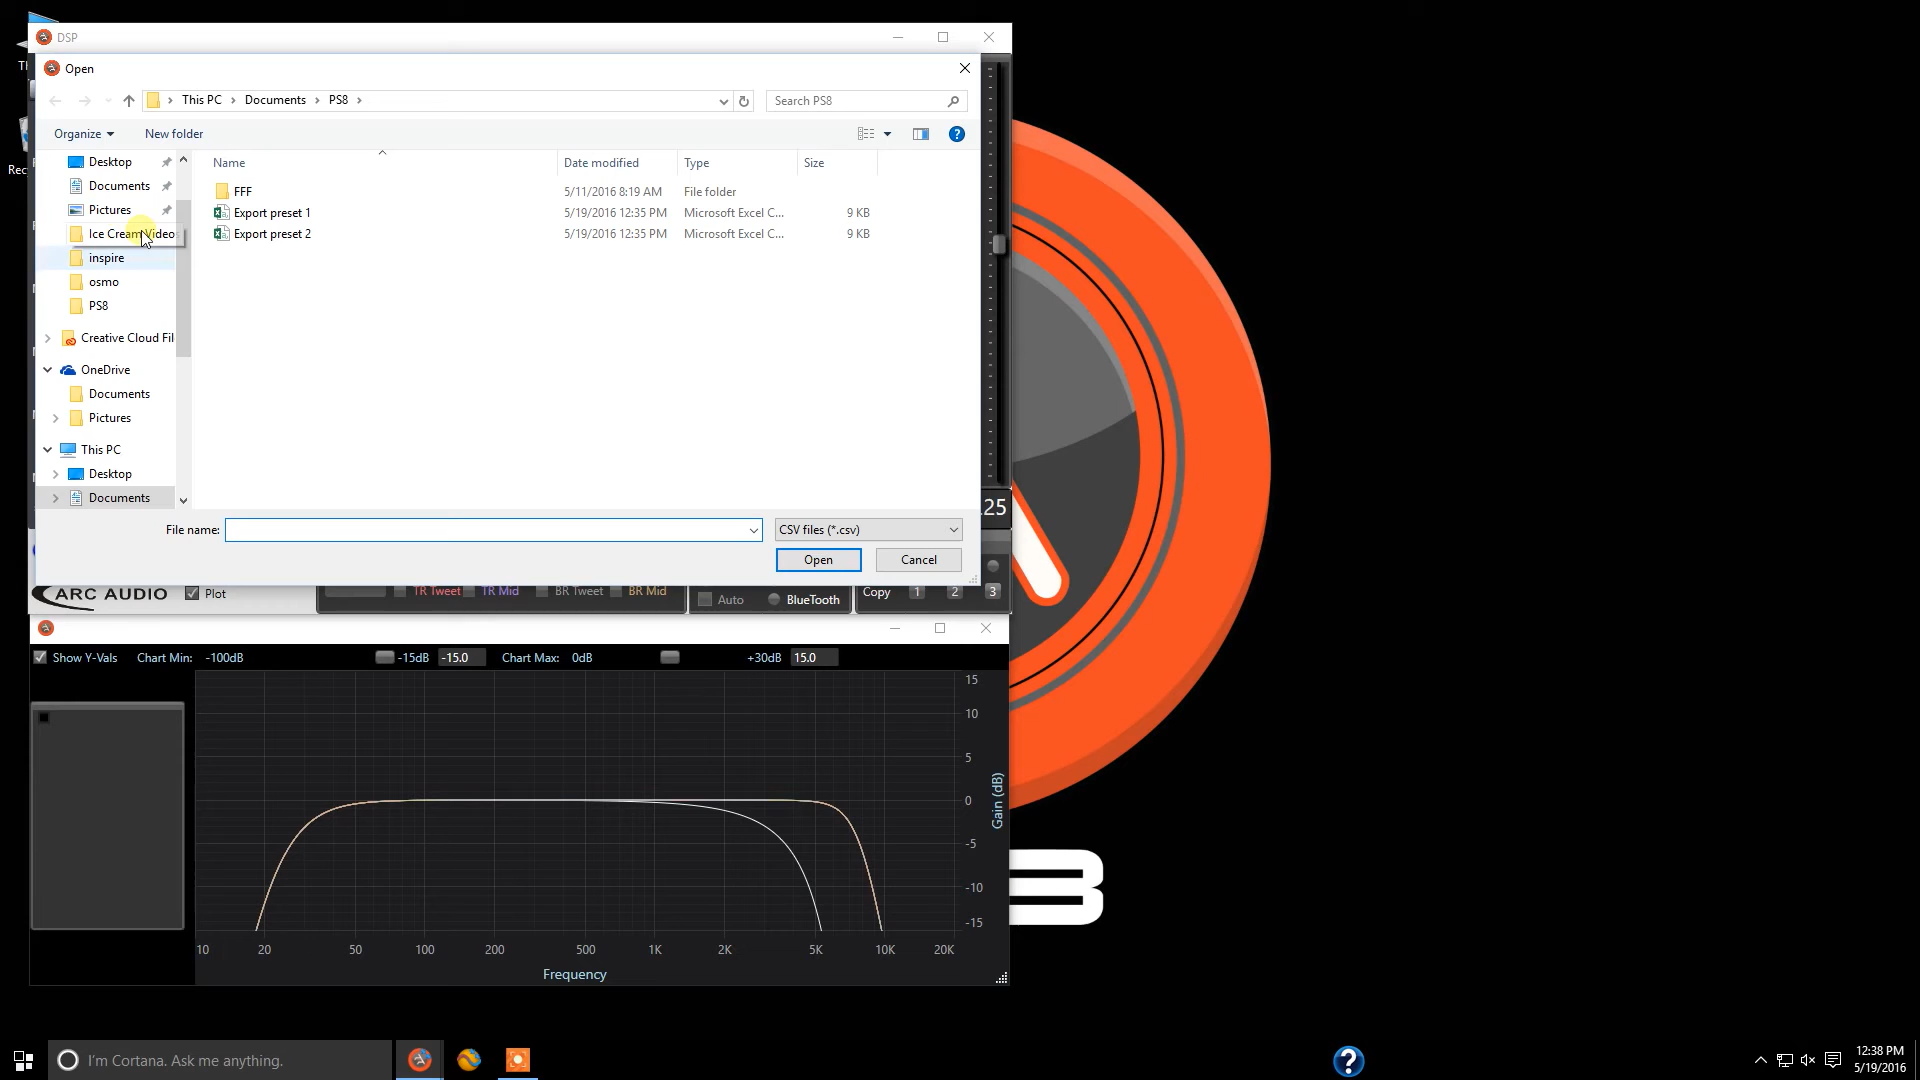 DSP
Open
This PC > Documents > PS8 >
Search PS8
Organize
New folder
Name
Date modified
Type
Size
Desktop
Documents
Pictures
Ice Cream Videos
inspire
osmo
PS8
Creative Cloud Fil
OneDrive
Documents
Pictures
This PC
Desktop
Documents
FFF 5/11/2016 8:19 AM File folder
Export preset 1 5/19/2016 12:35 PM Microsoft Excel C... 9 KB
Export preset 2 5/19/2016 12:35 PM Microsoft Excel C... 9 KB
File name:
CSV files (*.csv)
Open
Cancel
.25
ARC AUDIO
Plot
TR Tweet
TR Mid
BR Tweet
BR Mid
Auto
BlueTooth
Copy 1 2 3
Show Y-Vals Chart Min: -100dB -15dB -15.0 Chart Max: 0dB +30dB 15.0
15
10
5
0
-5
-10
-15
Gain (dB)
10 20 50 100 200 500 1K 2K 5K 10K 20K
Frequency
I'm Cortana. Ask me anything.
12:38 PM
5/19/2016